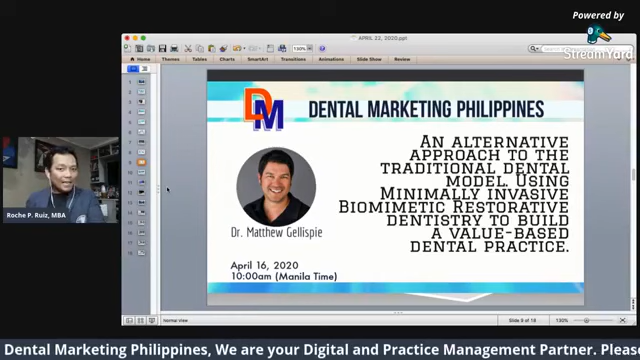 Powered by
StreamYard
APRIL 22, 2020.ppt
130%
Home Themes Tables Charts SmartArt Transitions Animations Slide Show Review
DM
DENTAL MARKETING PHILIPPINES
An alternative
approach to the
traditional dental
model Using
Minimally invasive
Biomimetic Restorative
dentistry to build
a value-based
dental practice.
Dr. Matthew Gellispie
April 16, 2020
10:00am (Manila Time)
Roche P. Ruiz, MBA
Normal View
Slide 9 of 18
130%
Dental Marketing Philippines, We are your Digital and Practice Management Partner. Pleas